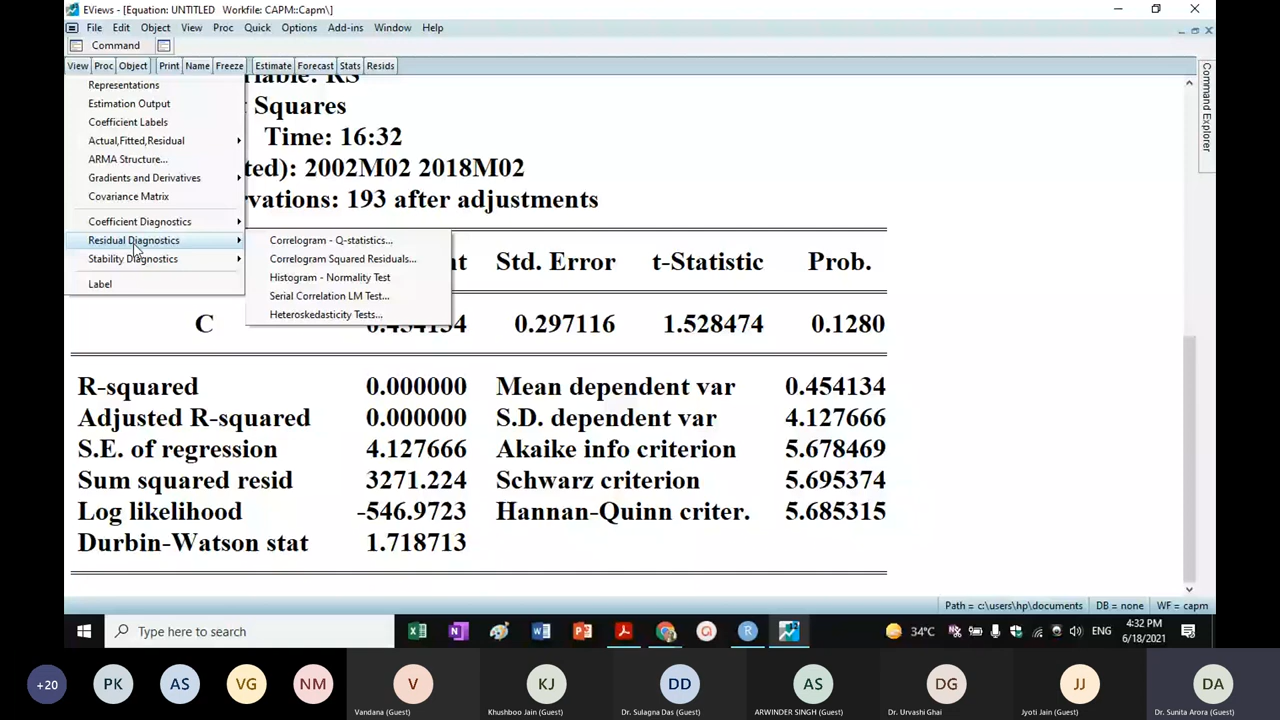 EViews - [Equation: UNTITLED   Workfile: CAPM::Capm\]
File Edit Object View Proc Quick Options Add-ins Window Help
Command
View Proc Object Print Name Freeze Estimate Forecast Stats Resids
Representations
Estimation Output
Coefficient Labels
Actual,Fitted,Residual
ARMA Structure...
Gradients and Derivatives
Covariance Matrix
Coefficient Diagnostics
Residual Diagnostics
Stability Diagnostics
Label
Correlogram - Q-statistics...
Correlogram Squared Residuals...
Histogram - Normality Test
Serial Correlation LM Test...
Heteroskedasticity Tests...
Squares
Time: 16:32
2002M02 2018M02
193 after adjustments
Std. Error t-Statistic Prob.
C 0.454134 0.297116 1.528474 0.1280
R-squared 0.000000 Mean dependent var 0.454134
Adjusted R-squared 0.000000 S.D. dependent var 4.127666
S.E. of regression 4.127666 Akaike info criterion 5.678469
Sum squared resid 3271.224 Schwarz criterion 5.695374
Log likelihood -546.9723 Hannan-Quinn criter. 5.685315
Durbin-Watson stat 1.718713
Command Explorer
Path = c:\users\hp\documents DB = none WF = capm
Type here to search
34°C ENG
4:32 PM
6/18/2021
+20 PK AS VG NM V KJ DD AS DG JJ DA
Vandana (Guest) Khushboo Jain (Guest) Dr. Sulagna Das (Guest) ARWINDER SINGH (Guest) Dr. Urvashi Ghai Jyoti Jain (Guest) Dr. Sunita Arora (Guest)